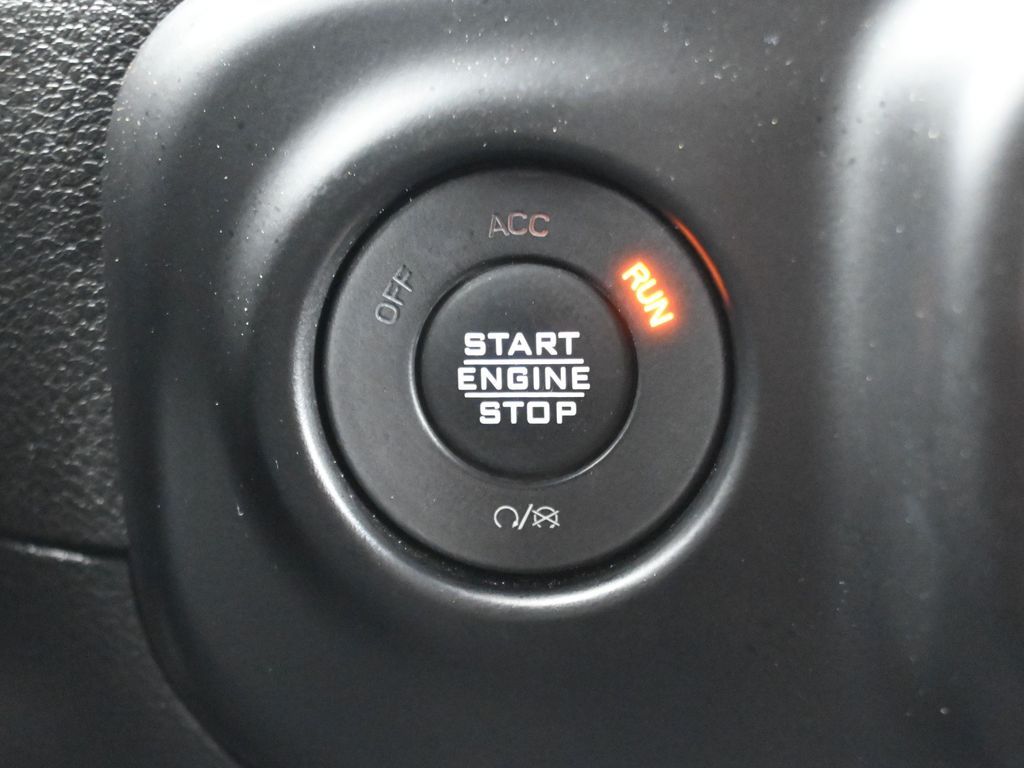 ACC
OFF
RUN
START
ENGINE
STOP